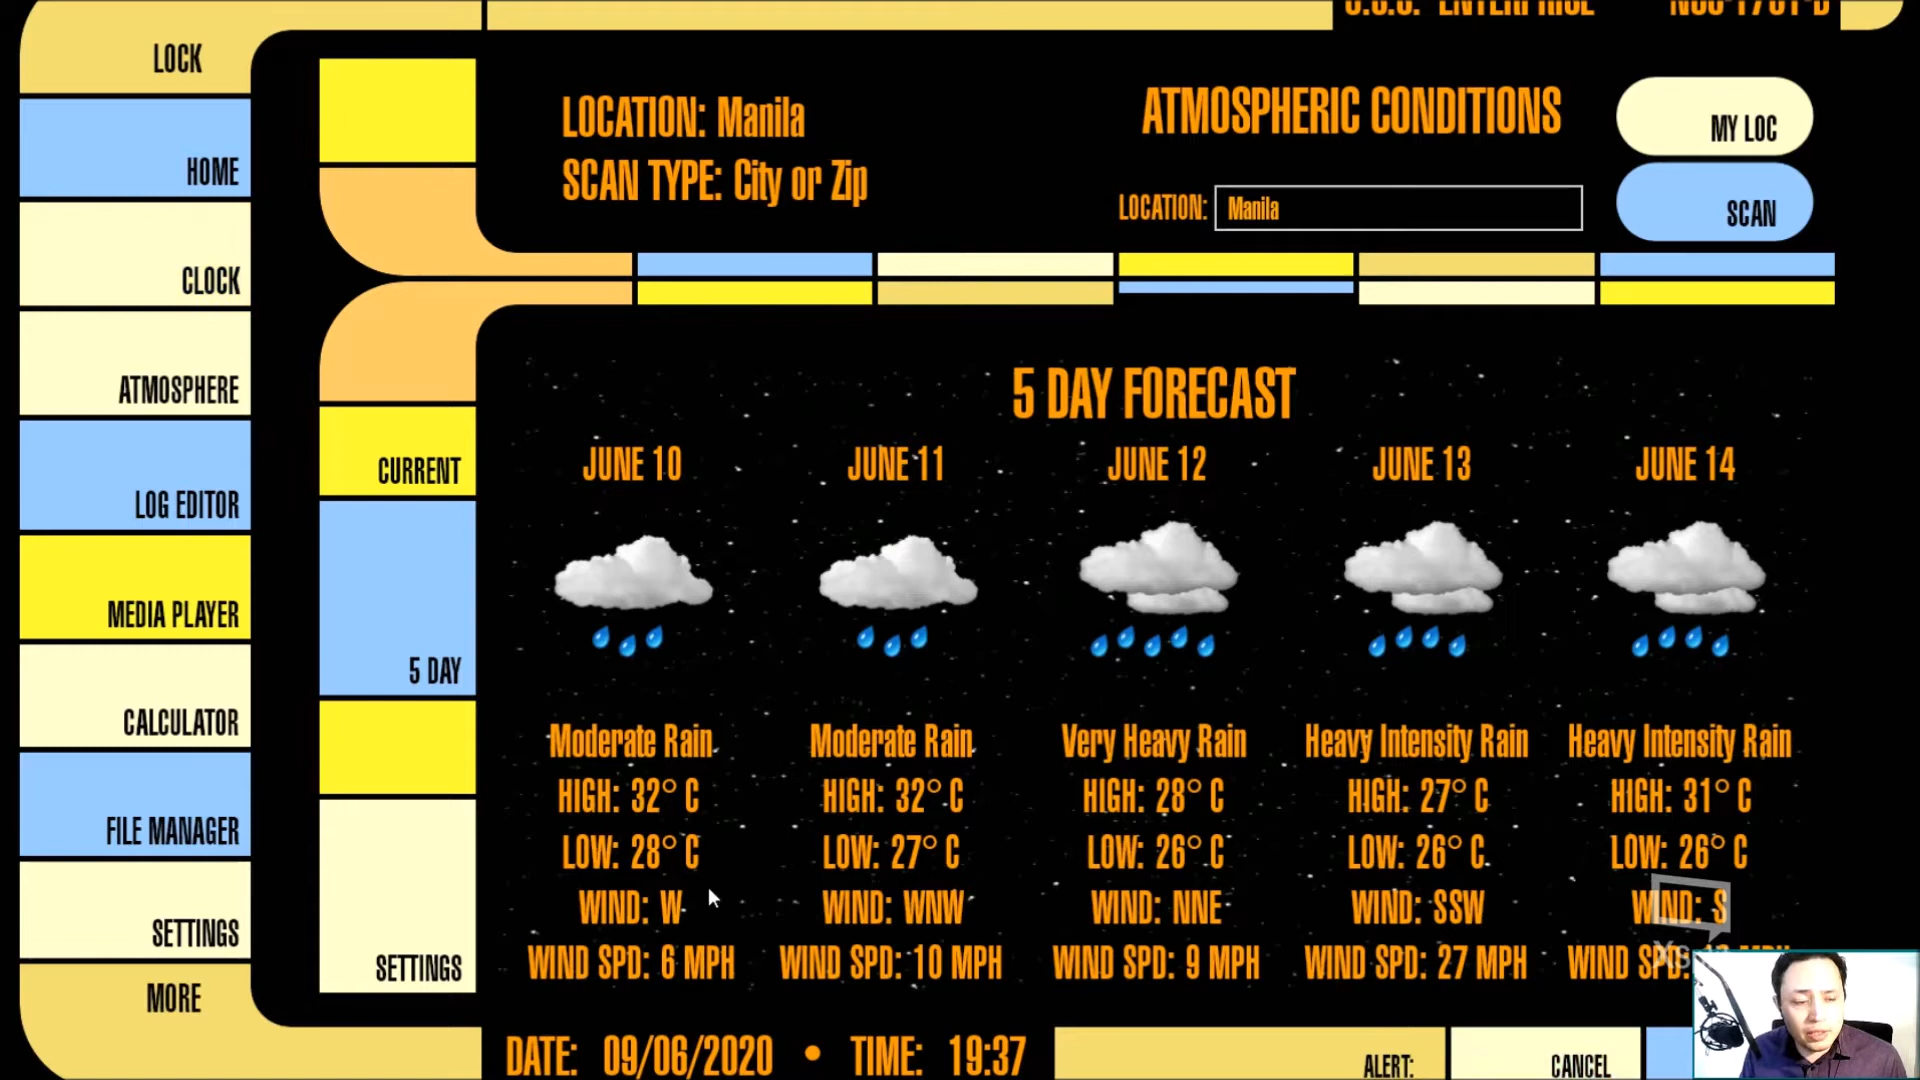 U.S.S. ENTERPRISE NCC-1701-D
LOCK
HOME
CLOCK
ATMOSPHERE
LOG EDITOR
MEDIA PLAYER
CALCULATOR
FILE MANAGER
SETTINGS
MORE
LOCATION: Manila
SCAN TYPE: City or Zip
ATMOSPHERIC CONDITIONS
LOCATION: Manila
MY LOC
SCAN
CURRENT
5 DAY
SETTINGS
5 DAY FORECAST
JUNE 10 JUNE 11 JUNE 12 JUNE 13 JUNE 14
Moderate Rain Moderate Rain Very Heavy Rain Heavy Intensity Rain Heavy Intensity Rain
HIGH: 32° C HIGH: 32° C HIGH: 28° C HIGH: 27° C HIGH: 31° C
LOW: 28° C LOW: 27° C LOW: 26° C LOW: 26° C LOW: 26° C
WIND: W WIND: WNW WIND: NNE WIND: SSW WIND: S
WIND SPD: 6 MPH WIND SPD: 10 MPH WIND SPD: 9 MPH WIND SPD: 27 MPH WIND SPD:
DATE: 09/06/2020 • TIME: 19:37
ALERT:
CANCEL